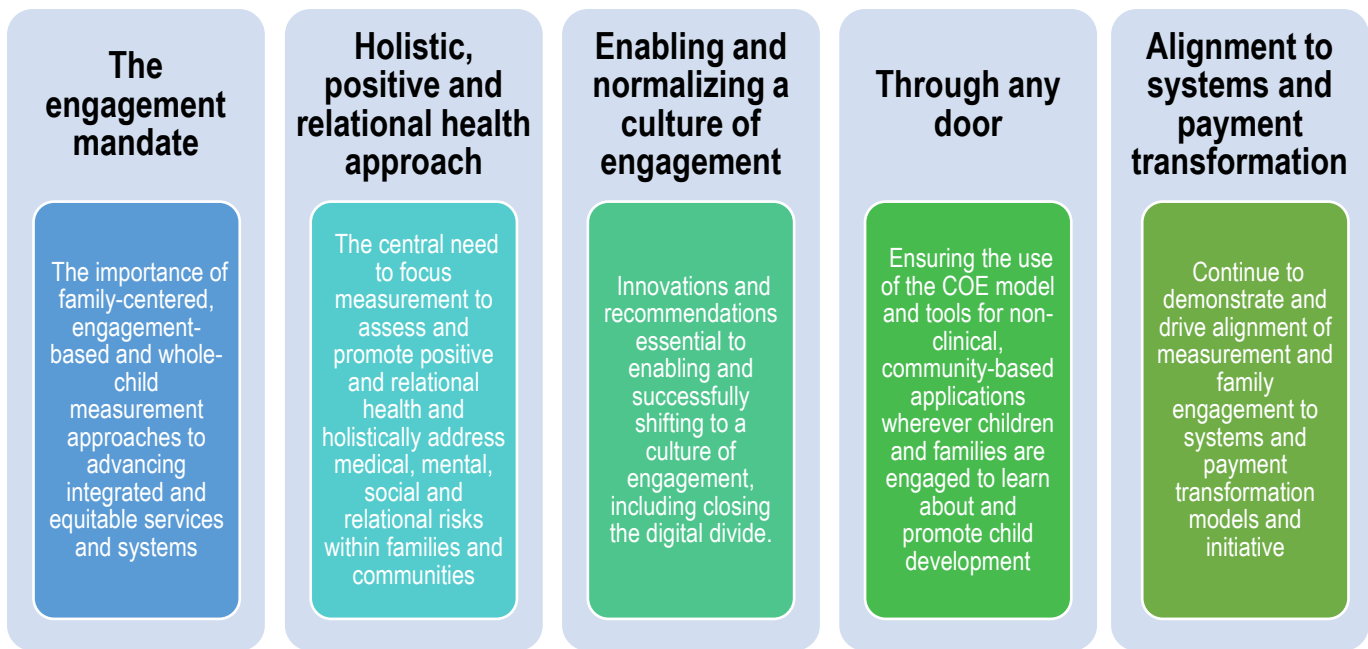 The
engagement
mandate
The importance of
family-centered,
engagement-
based and whole-
child
measurement
approaches to
advancing
integrated and
equitable services
and systems
Holistic,
positive and
relational health
approach
The central need
to focus
measurement to
assess and
promote positive
and relational
health and
holistically address
medical, mental,
social and
relational risks
within families and
communities
Enabling and
normalizing a
culture of
engagement
Innovations and
recommendations
essential to
enabling and
successfully
shifting to a
culture of
engagement,
including closing
the digital divide.
Through any
door
Ensuring the use
of the COE model
and tools for non-
clinical,
community-based
applications
wherever children
and families are
engaged to learn
about and
promote child
development
Alignment to
systems and
payment
transformation
Continue to
demonstrate and
drive alignment of
measurement and
family
engagement to
systems and
payment
transformation
models and
initiative